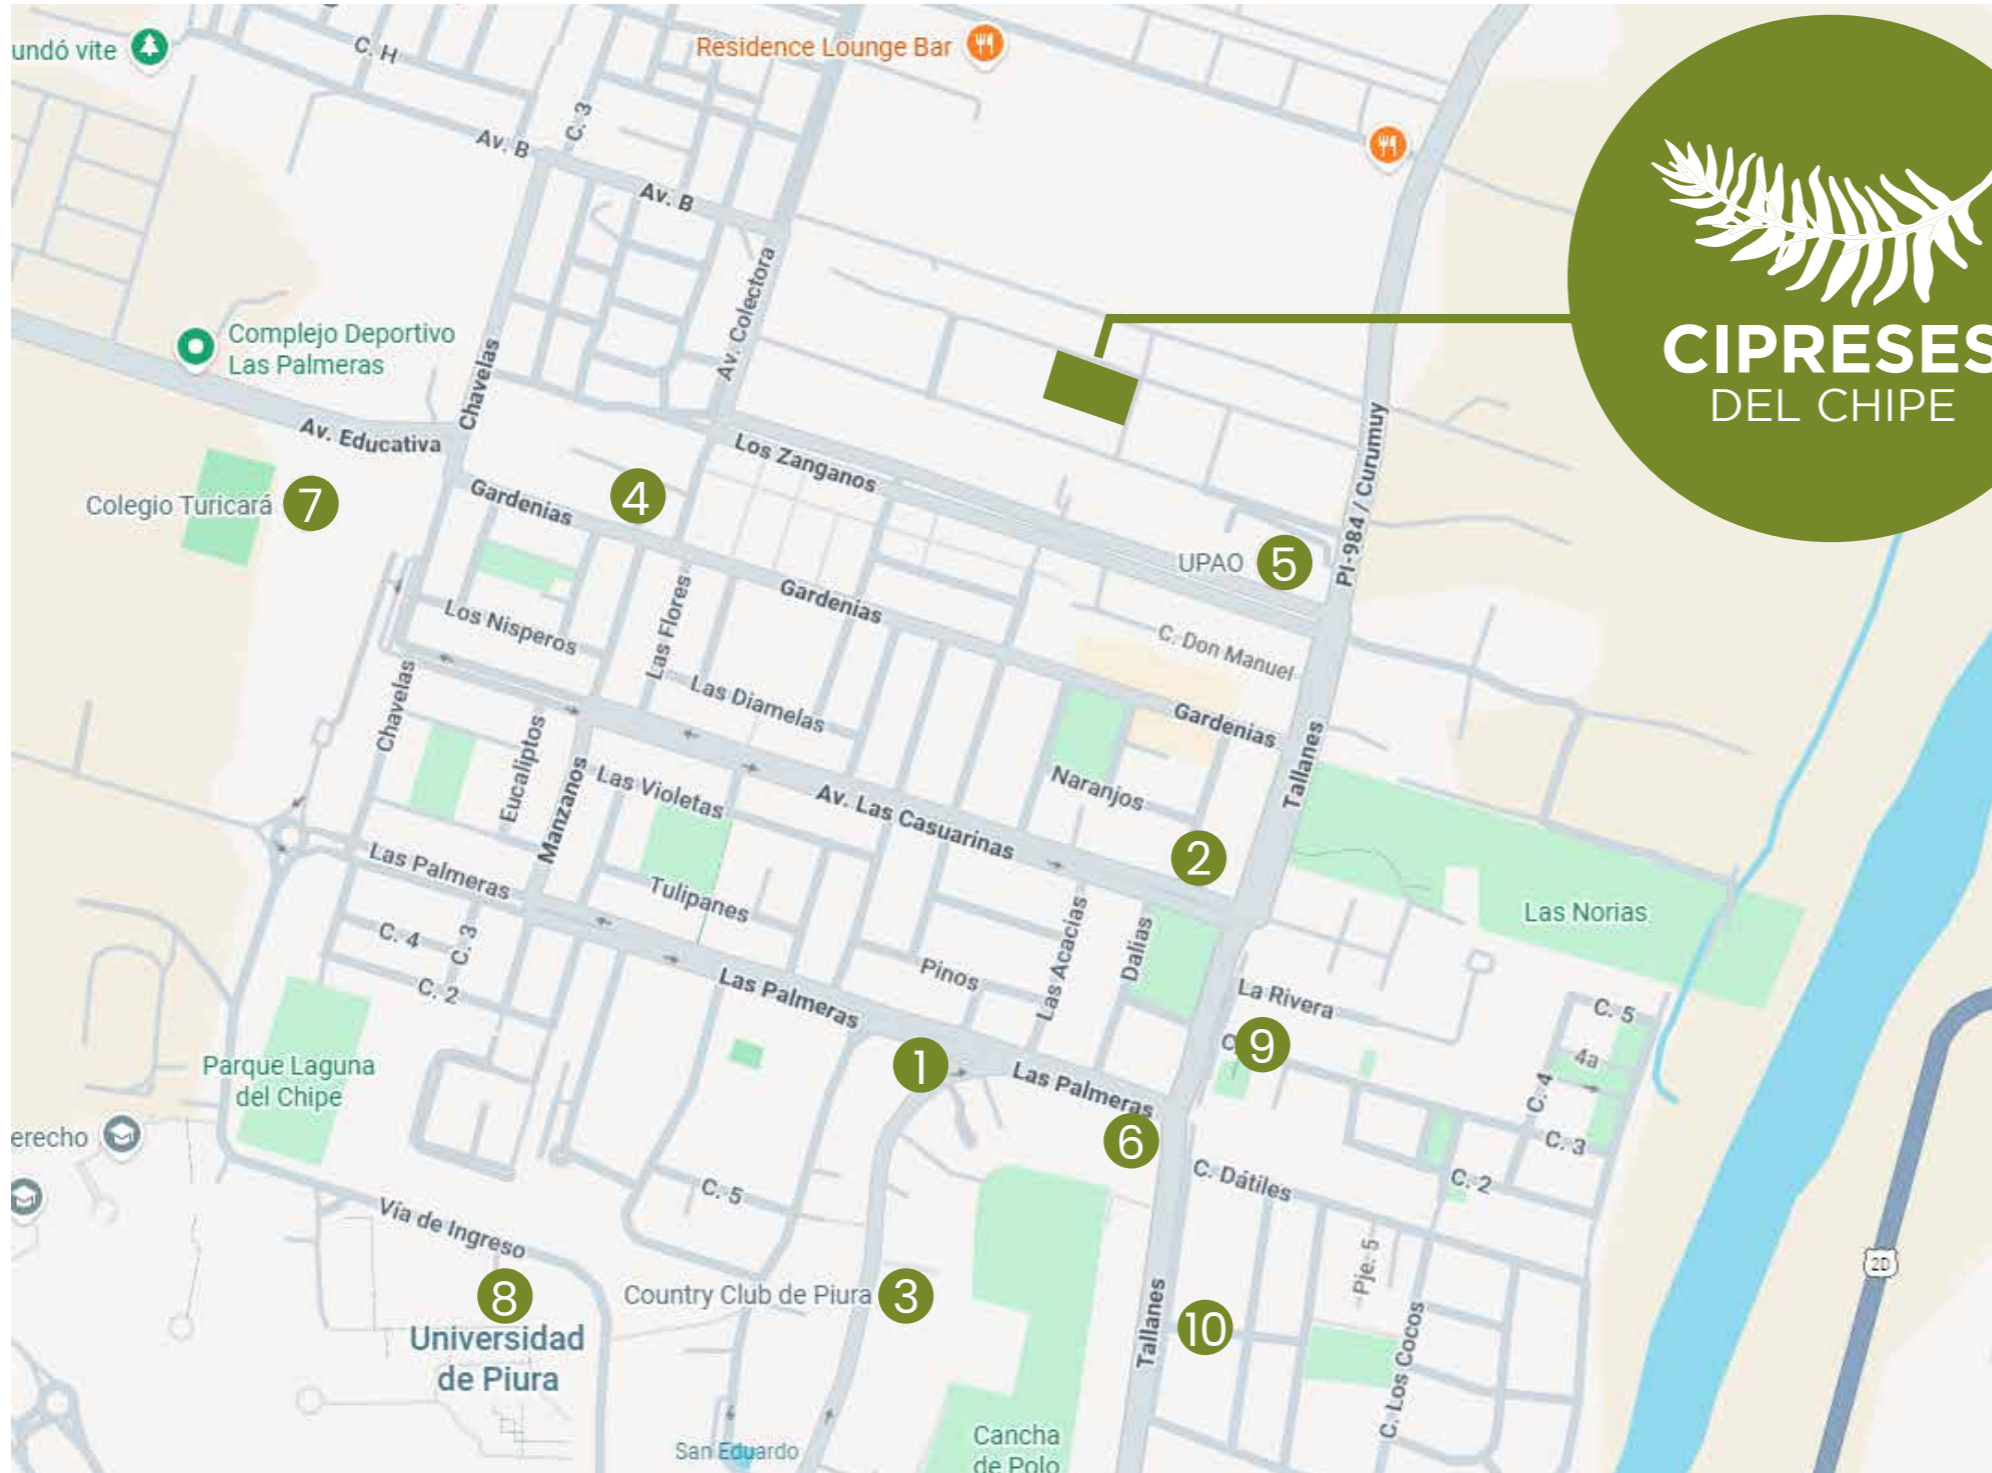 undó vite
C. H
Residence Lounge Bar
Av. B
C. 3
Av. B
Av. Colectora
CIPRESES
DEL CHIPE
Complejo Deportivo
Las Palmeras
Chavelas
Av. Educativa
Los Zanganos
PI-984 / Curumuy
Colegio Turicará
7
Gardenias
4
UPAO
5
Los Nisperos
Las Flores
Gardenias
C. Don Manuel
Chavelas
Las Diamelas
Gardenias
Tallanes
Eucaliptos
Manzanos
Las Violetas
Av. Las Casuarinas
Naranjos
2
Las Palmeras
Tulipanes
Las Norias
C. 4
C. 3
C. 2
Las Palmeras
Pinos
Las Acacias
Dalias
La Rivera
C. 5
4a
C. 4
C. 3
C. 2
Parque Laguna
del Chipe
1
Las Palmeras
C
9
6
erecho
C. 5
C. Dátiles
Via de Ingreso
8
Universidad
de Piura
Country Club de Piura
3
Pje. 5
Tallanes
10
C. Los Cocos
2D
San Eduardo
Cancha
de Polo